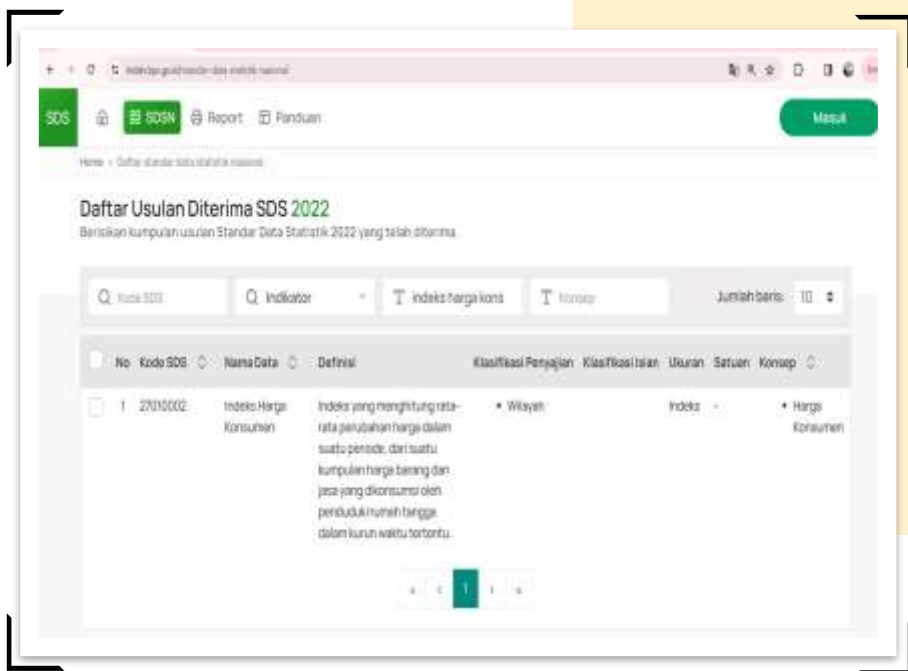 SDS SDSN Report Panduan Masuk
Home
Daftar Usulan Diterima SDS 2022
Berisikan kumpulan usulan Standar Data Statistik 2022 yang telah diterima.
Kode SDS Indikator indeks harga kons Konsep Jumlah baris: 10
No Kode SDS Nama Data Definisi Klasifikasi Penyajian Klasifikasi Isian Ukuran Satuan Konsep
1 27010002 Indeks Harga Indeks yang menghitung rata- • Wilayah Indeks - • Harga
Konsumen rata perubahan harga dalam Konsumen
suatu periode, dari suatu
kumpulan harga barang dan
jasa yang dikonsumsi oleh
penduduk/rumah tangga
dalam kurun waktu tertentu.
« ‹ 1 › »